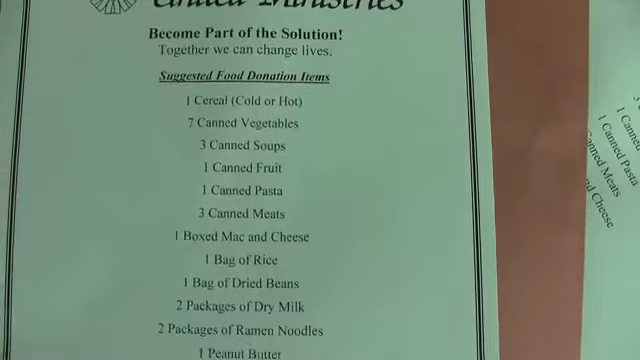 United Ministries
Become Part of the Solution!
Together we can change lives.
Suggested Food Donation Items
1 Cereal (Cold or Hot)
7 Canned Vegetables
3 Canned Soups
1 Canned Fruit
1 Canned Pasta
3 Canned Meats
1 Boxed Mac and Cheese
1 Bag of Rice
1 Bag of Dried Beans
2 Packages of Dry Milk
2 Packages of Ramen Noodles
1 Peanut Butter
1 Canned
1 Canned Pasta
Canned Meats
Cheese